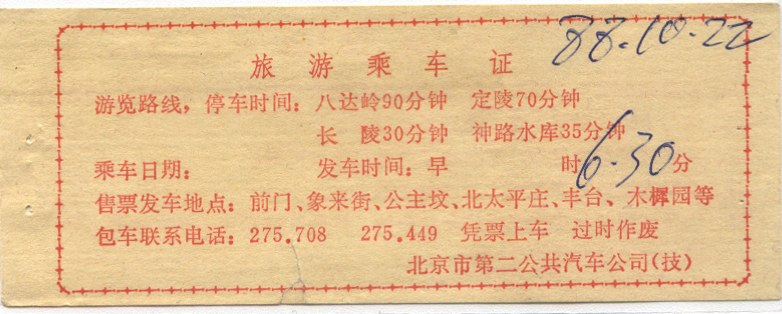 88.10.22
旅游乘车证
游览路线，停车时间：八达岭90分钟 定陵70分钟
长 陵30分钟 神路水库35分钟
乘车日期： 发车时间：早 时6.30分
售票发车地点：前门、象来街、公主坟、北太平庄、丰台、木樨园等
包车联系电话：275.708 275.449 凭票上车 过时作废
北京市第二公共汽车公司(技)